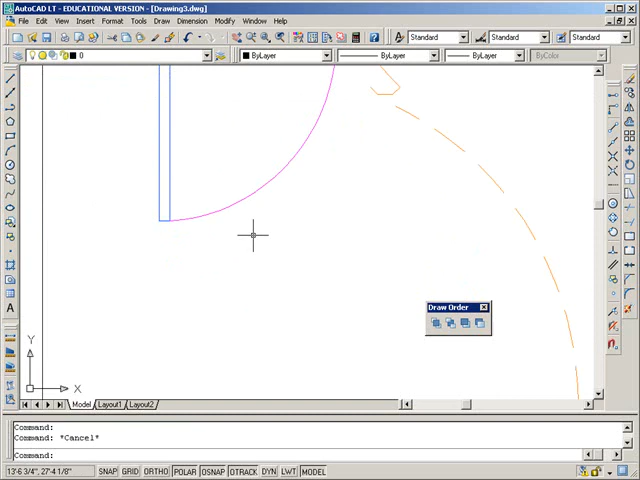 AutoCAD LT - EDUCATIONAL VERSION - [Drawing3.dwg]
File Edit View Insert Format Tools Draw Dimension Modify Window Help
Standard Standard Standard
0 ByLayer ByLayer ByLayer ByColor
Draw Order
A
Y
X
Model Layout1 Layout2
Command:
Command: *Cancel*
Command:
13'-6 3/4", 27'-4 1/8" SNAP GRID ORTHO POLAR OSNAP OTRACK DYN LWT MODEL